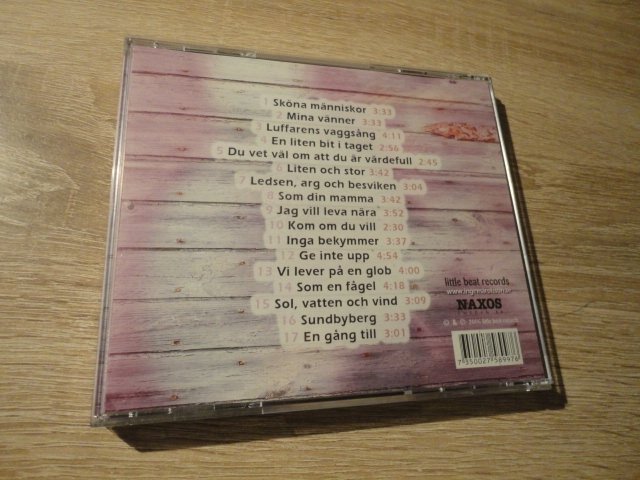 1 Sköna människor 3:33
2 Mina vänner 3:33
3 Luffarens vaggsång 4:11
4 En liten bit i taget 2:56
5 Du vet väl om att du är värdefull 2:45
6 Liten och stor 3:42
7 Ledsen, arg och besviken 3:04
8 Som din mamma 3:42
9 Jag vill leva nära 3:52
10 Kom om du vill 2:30
11 Inga bekymmer 3:37
12 Ge inte upp 4:54
13 Vi lever på en glob 4:00
14 Som en fågel 4:18
15 Sol, vatten och vind 3:09
16 Sundbyberg 3:33
17 En gång till 3:01
little beat records
NAXOS
7 350027 589976